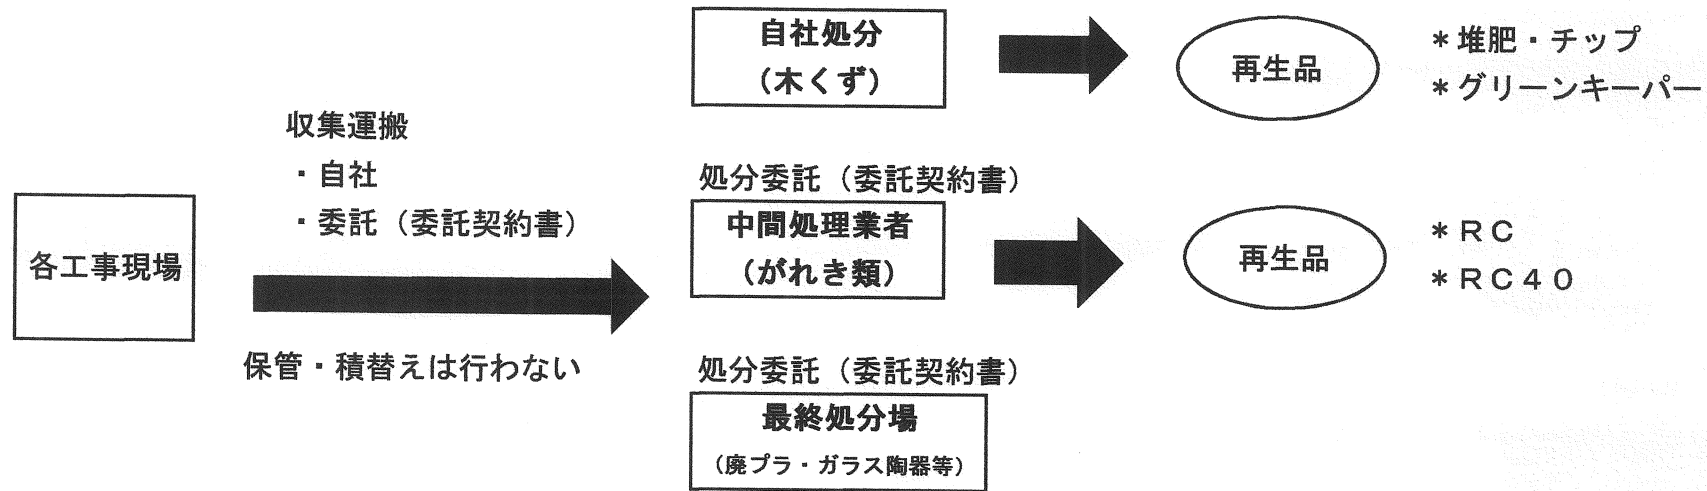 各工事現場
収集運搬
・自社
・委託（委託契約書）
保管・積替えは行わない
自社処分
（木くず）
再生品
＊堆肥・チップ
＊グリーンキーパー
処分委託（委託契約書）
中間処理業者
（がれき類）
再生品
＊ＲＣ
＊ＲＣ４０
処分委託（委託契約書）
最終処分場
（廃プラ・ガラス陶器等）